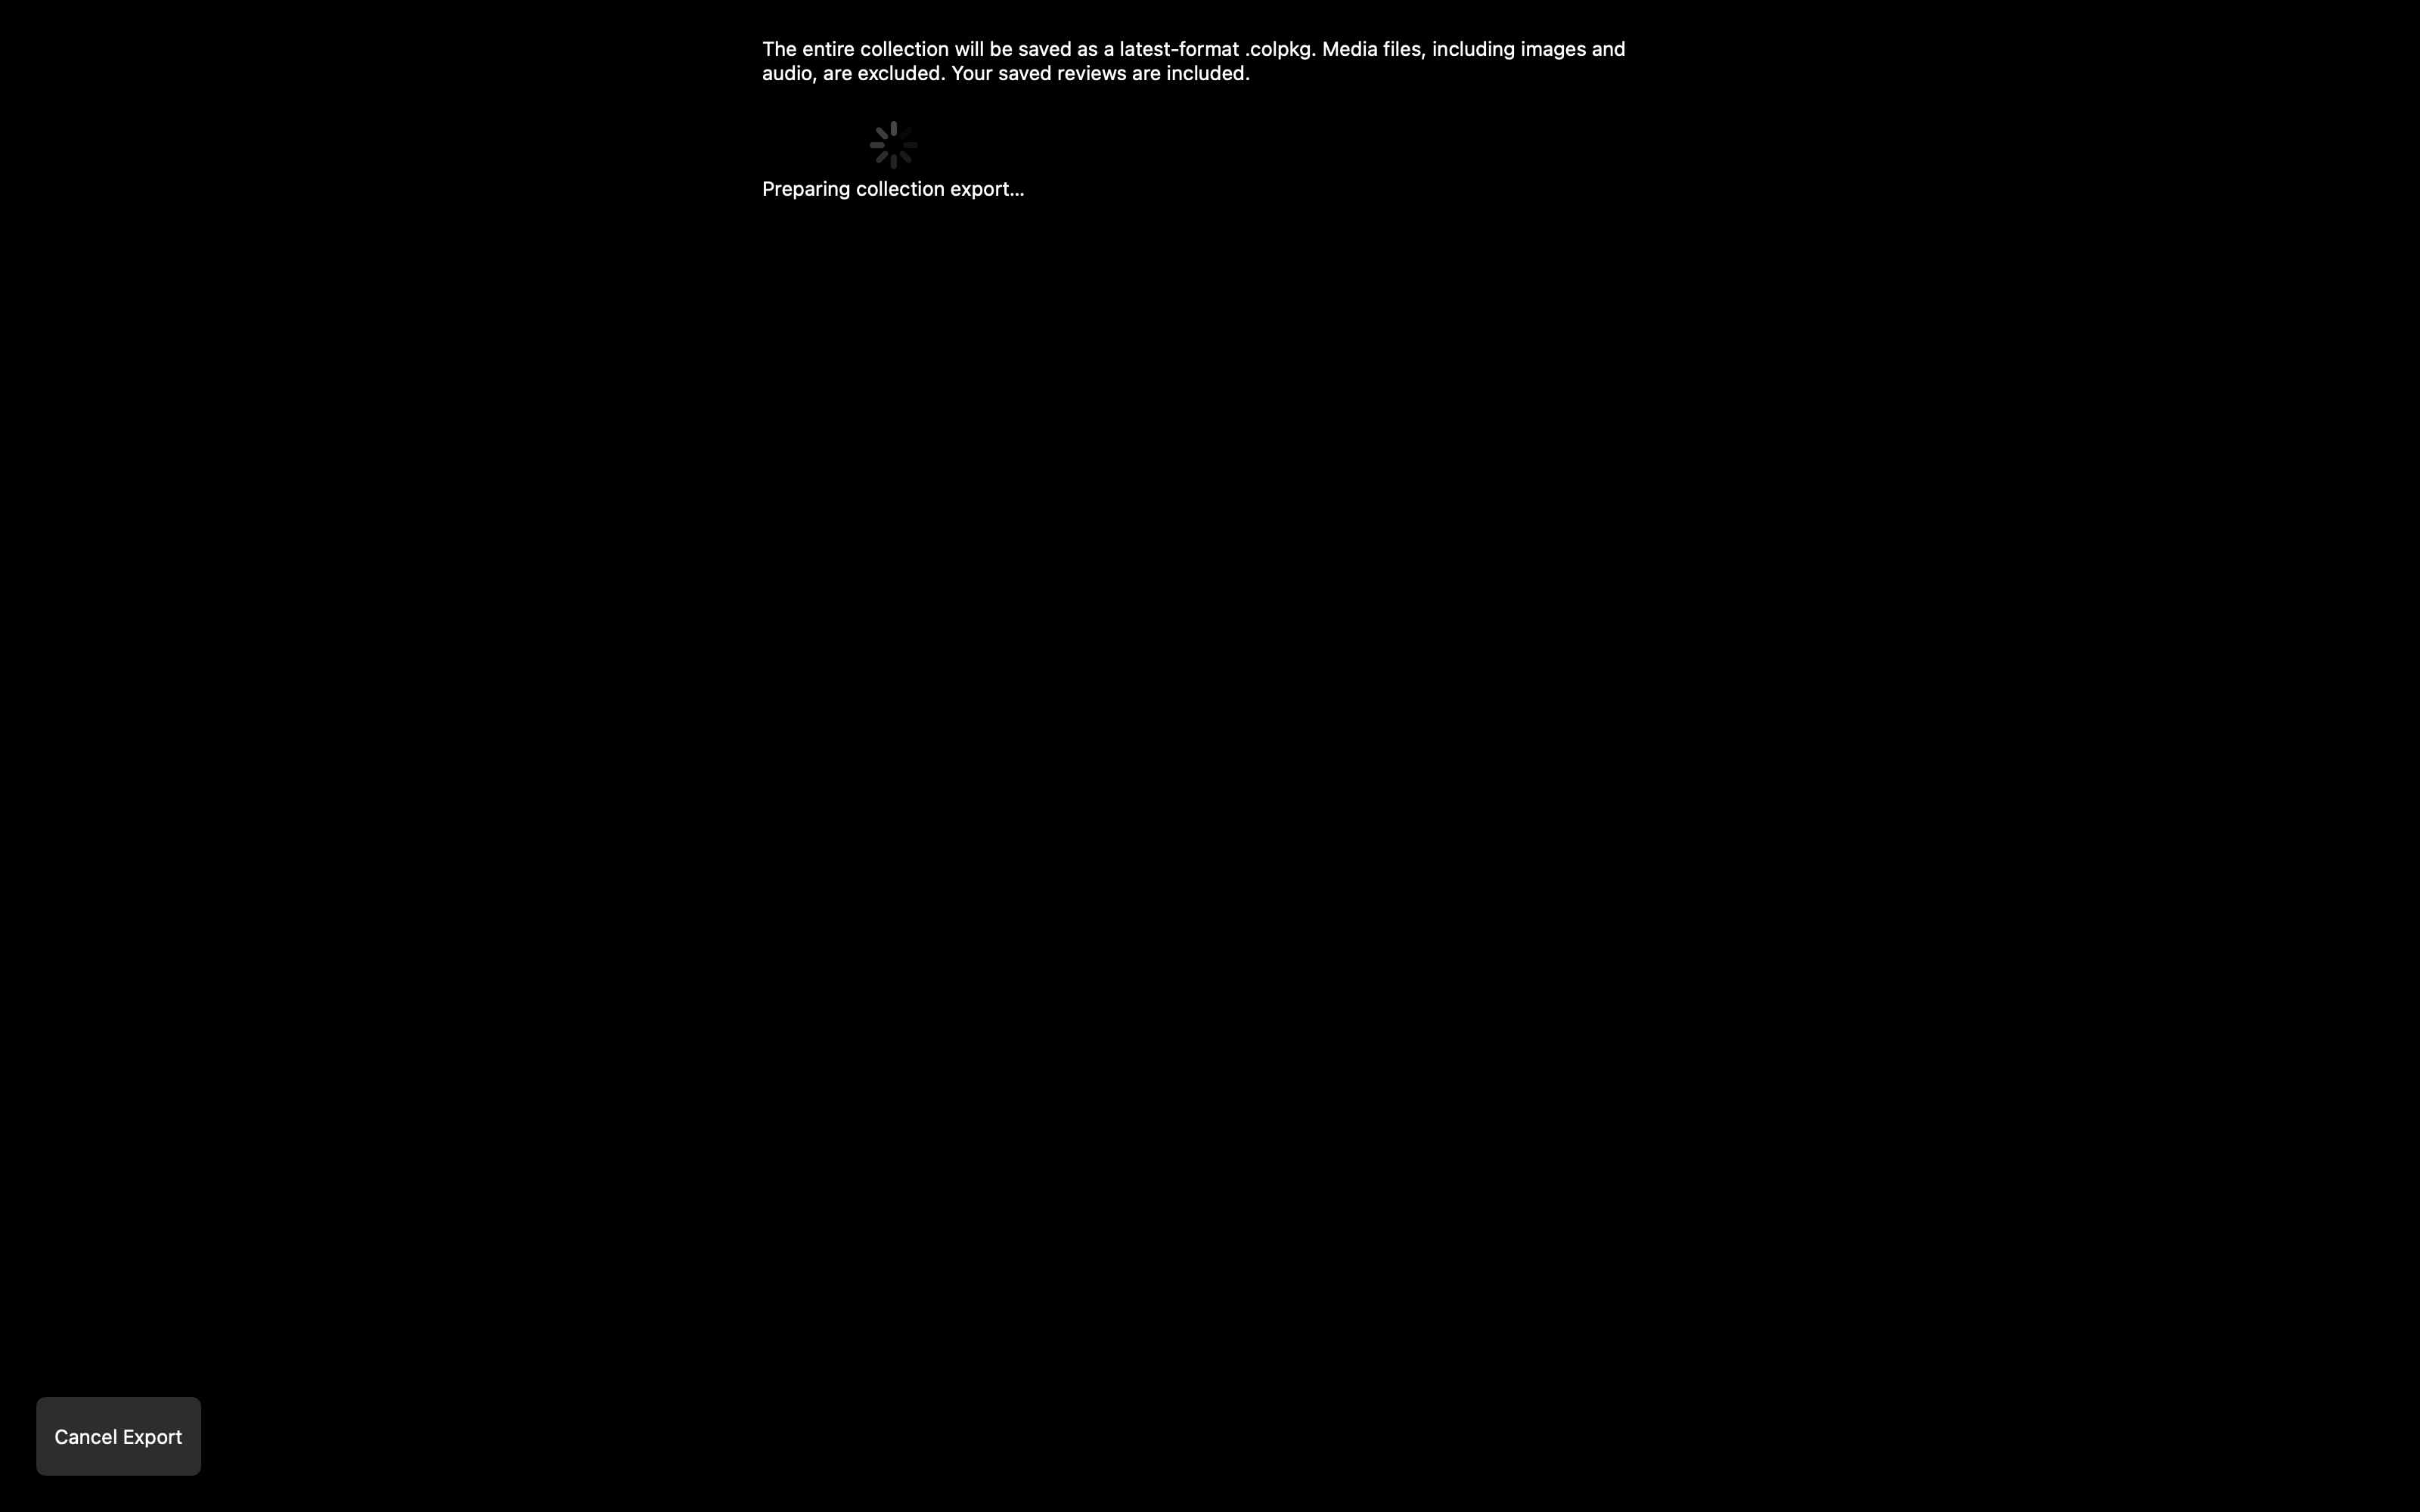 The entire collection will be saved as a latest-format .colpkg. Media files, including images and
audio, are excluded. Your saved reviews are included.
Preparing collection export...
Cancel Export